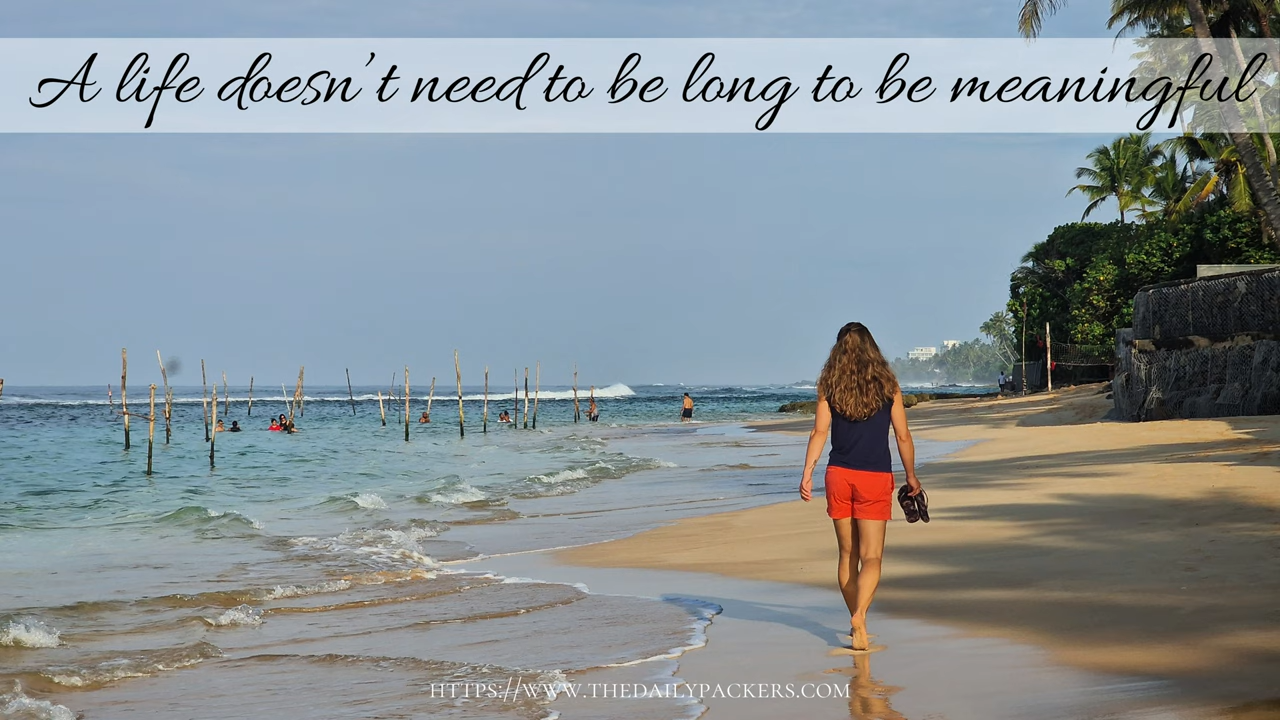 A life doesn't need to be long to be meaningful
HTTPS://WWW.THEDAILYPACKERS.COM